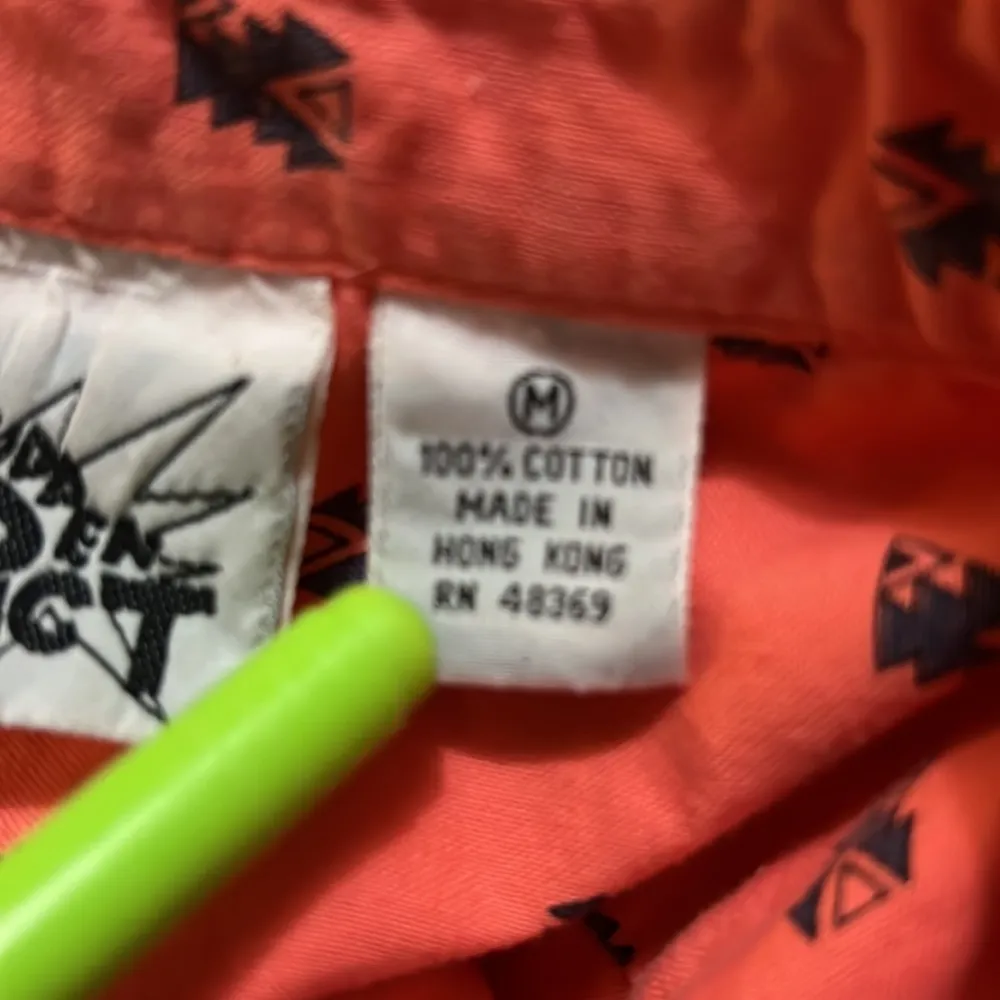 M
100% COTTON
MADE IN
HONG KONG
RN 48369